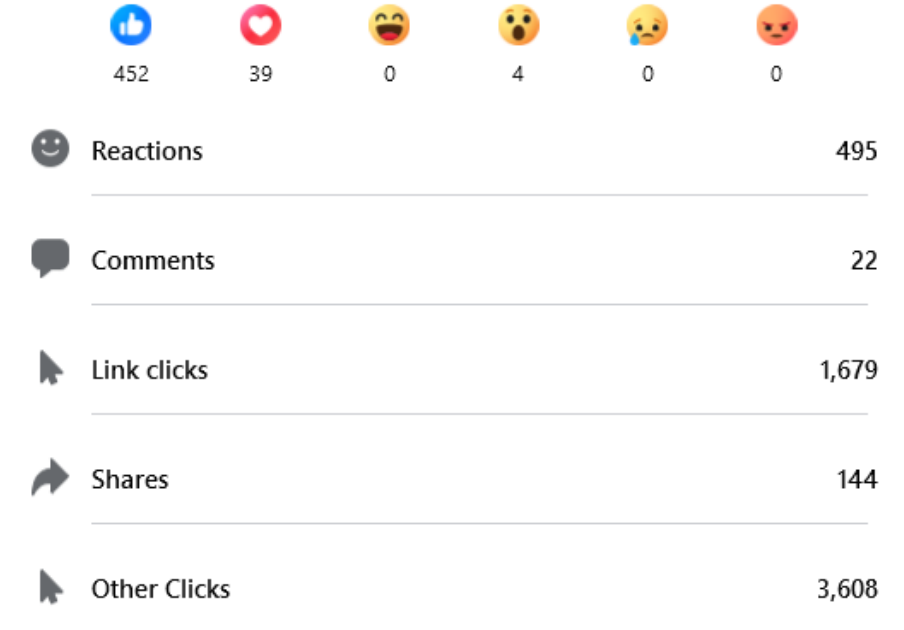 452 39 0 4 0 0
Reactions 495
Comments 22
Link clicks 1,679
Shares 144
Other Clicks 3,608